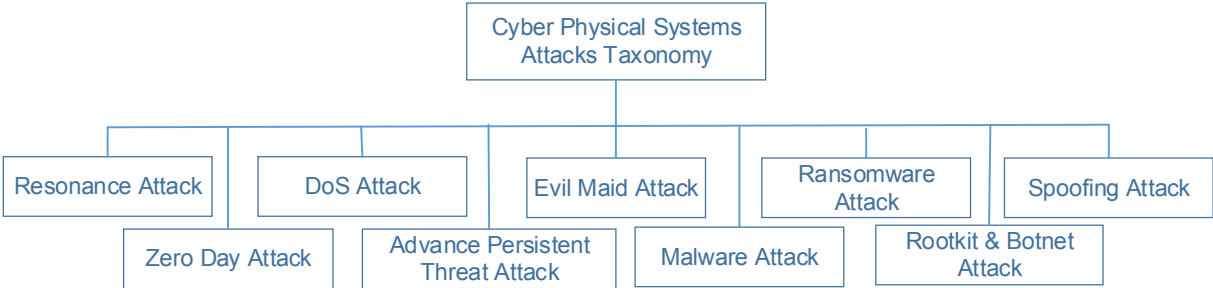 Cyber Physical Systems
Attacks Taxonomy
Resonance Attack
DoS Attack
Evil Maid Attack
Ransomware
Attack
Spoofing Attack
Zero Day Attack
Advance Persistent
Threat Attack
Malware Attack
Rootkit & Botnet
Attack